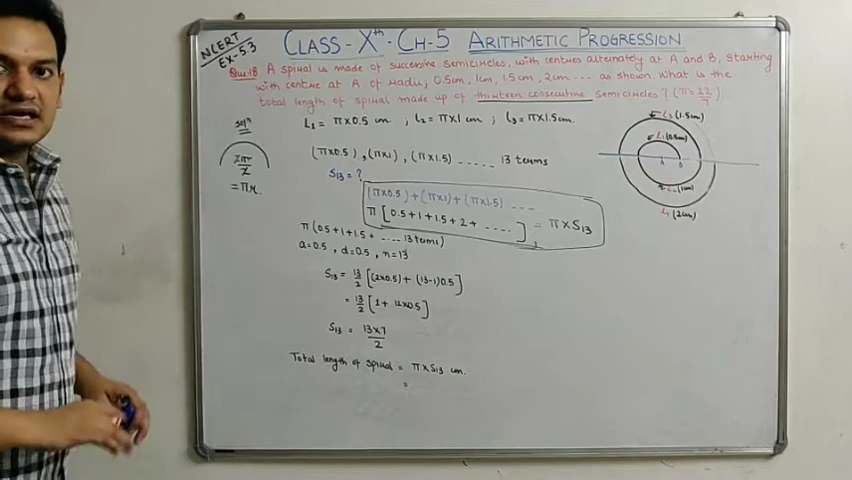 NCERT
EX-5.3
CLASS-Xth-CH-5 ARITHMETIC PROGRESSION
Que:18 A spiral is made of successive semicircles, with centres alternately at A and B, starting
with centre at A of radii, 0.5cm, 1cm, 1.5cm, 2cm... as shown What is the
total length of spiral made up of thirteen consecutive semicircles? (π=22/7)
soln
L1 = π×0.5 cm, L2 = π×1 cm ; L3 = π×1.5cm.
2πr/2
= πr.
(π×0.5), (π×1), (π×1.5) ...... 13 terms
S13 = ?
(π×0.5)+(π×1)+(π×1.5) ...
π[0.5+1+1.5+2+ .....] = π×S13
π(0.5+1+1.5+ .... 13 terms)
a=0.5, d=0.5, n=13
S13 = 13/2 [(2×0.5)+(13-1)0.5]
= 13/2 [1+12×0.5]
S13 = 13×7/2
Total length of spiral = π×S13 cm.
=
L3(1.5cm)
L1(0.5cm)
A B
L2(1cm)
L4(2cm)